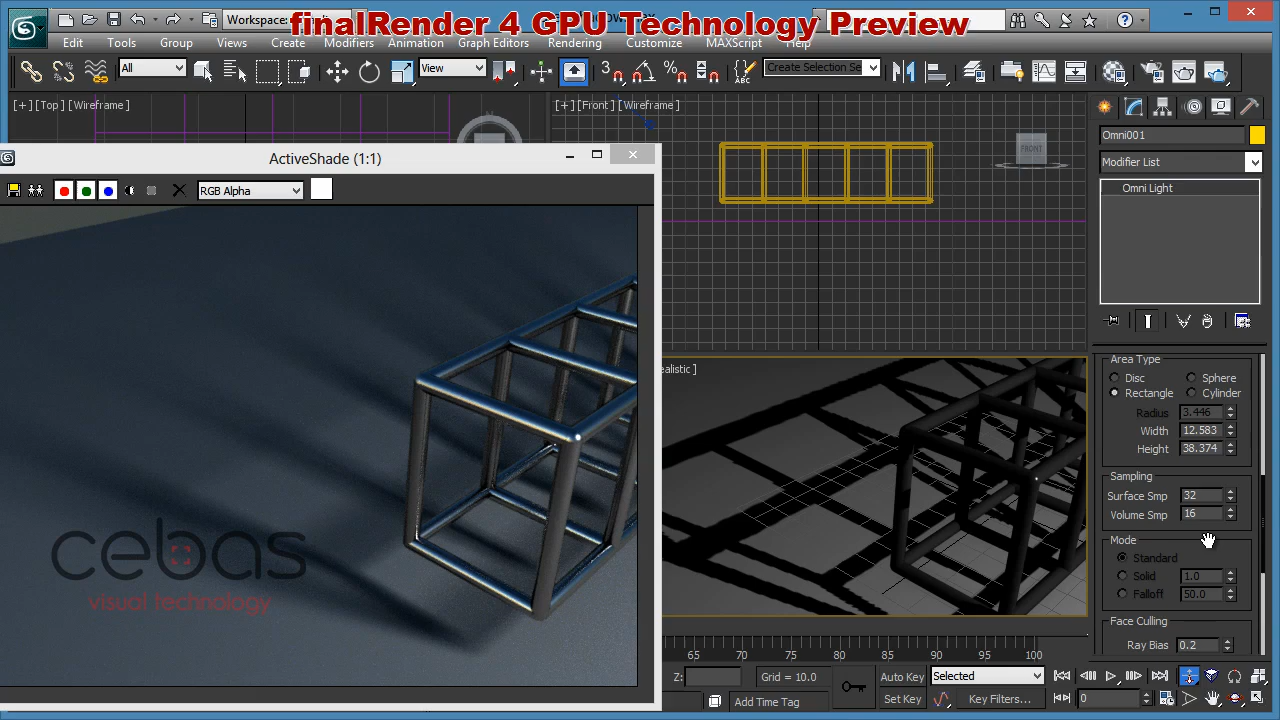 Workspace:
finalRender 4 GPU Technology Preview
Edit Tools Group Views Create Modifiers Animation Graph Editors Rendering Customize MAXScript Help
All
View
Create Selection Se
[+] [Top] [Wireframe]
[+] [Front] [Wireframe]
FRONT
Omni001
Modifier List
Omni Light
ActiveShade (1:1)
RGB Alpha
cebas
visual technology
ealistic ]
Area Type
Disc Sphere
Rectangle Cylinder
Radius 3.446
Width 12.583
Height 38.374
Sampling
Surface Smp 32
Volume Smp 16
Mode
Standard
Solid 1.0
Falloff 50.0
Face Culling
Ray Bias 0.2
65 70 75 80 85 90 95 100
Z: Grid = 10.0 Auto Key Selected
Add Time Tag Set Key Key Filters... 0